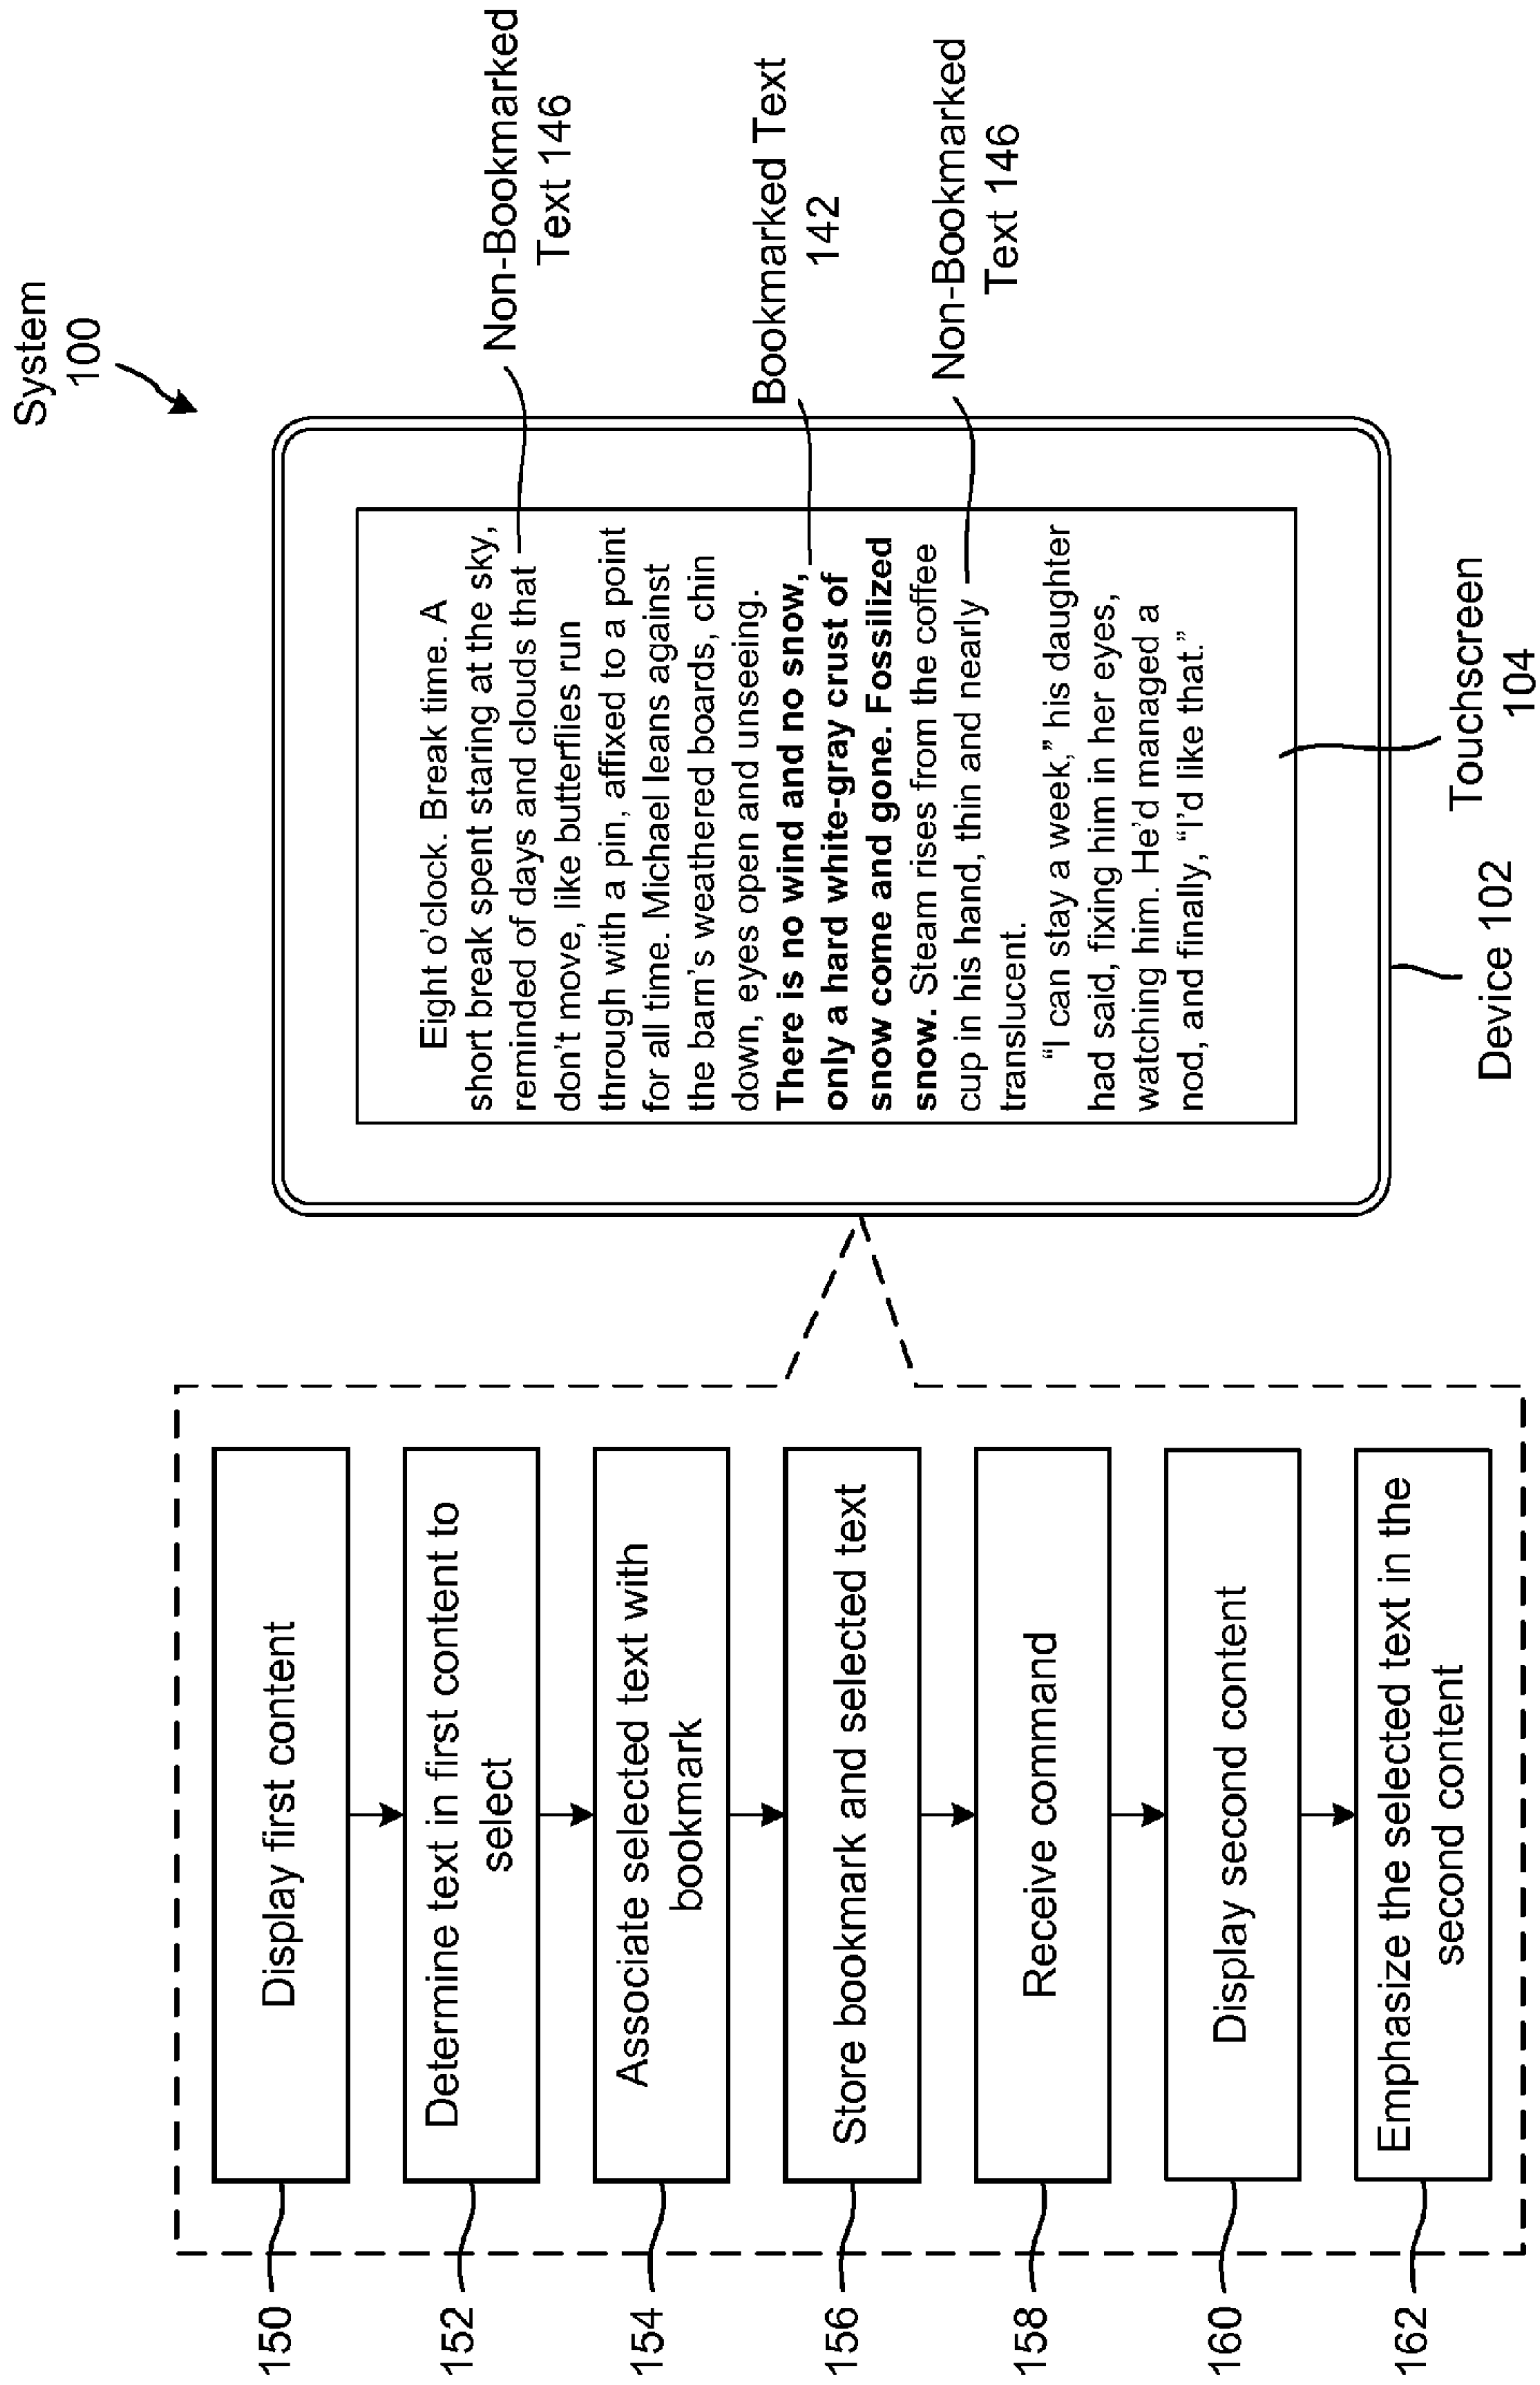 System
100
150
Display first content
152
Determine text in first content to
select
154
Associate selected text with
bookmark
156
Store bookmark and selected text
158
Receive command
160
Display second content
162
Emphasize the selected text in the
second content
Eight o'clock. Break time. A
short break spent staring at the sky,
reminded of days and clouds that
don't move, like butterflies run
through with a pin, affixed to a point
for all time. Michael leans against
the barn's weathered boards, chin
down, eyes open and unseeing.
There is no wind and no snow,
only a hard white-gray crust of
snow come and gone. Fossilized
snow. Steam rises from the coffee
cup in his hand, thin and nearly
translucent.
“I can stay a week,” his daughter
had said, fixing him in her eyes,
watching him. He'd managed a
nod, and finally, “I'd like that.”
Non-Bookmarked
Text 146
Bookmarked Text
142
Non-Bookmarked
Text 146
Device 102
Touchscreen
104